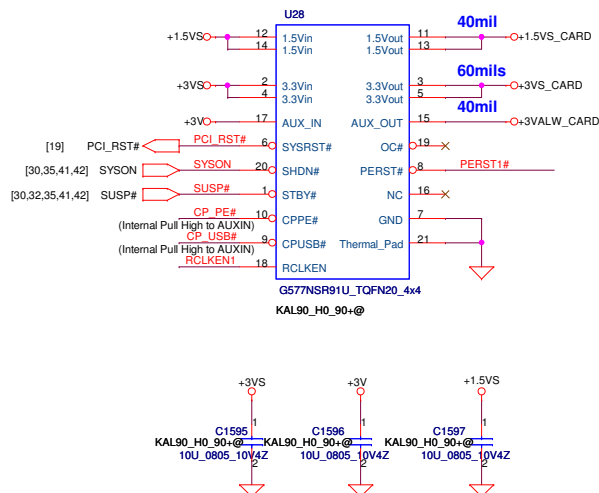 U28
40mil
+1.5VS 12 1.5Vin 1.5Vout 11 +1.5VS_CARD
14 1.5Vin 1.5Vout 13
60mils
+3VS 2 3.3Vin 3.3Vout 3 +3VS_CARD
4 3.3Vin 3.3Vout 5
40mil
+3V 17 AUX_IN AUX_OUT 15 +3VALW_CARD
[19] PCI_RST# PCI_RST# 6 SYSRST# OC# 19
[30,35,41,42] SYSON SYSON 20 SHDN# PERST# 8 PERST1#
[30,32,35,41,42] SUSP# SUSP# 1 STBY# NC 16
CP_PE# 10 CPPE# GND 7
(Internal Pull High to AUXIN)
CP_USB# 9 CPUSB# Thermal_Pad 21
(Internal Pull High to AUXIN)
RCLKEN1 18 RCLKEN
G577NSR91U_TQFN20_4x4
KAL90_H0_90+@
+3VS +3V +1.5VS
1 1 1
C1595 C1596 C1597
KAL90_H0_90+@ KAL90_H0_90+@ KAL90_H0_90+@
10U_0805_10V4Z 10U_0805_10V4Z 10U_0805_10V4Z
2 2 2